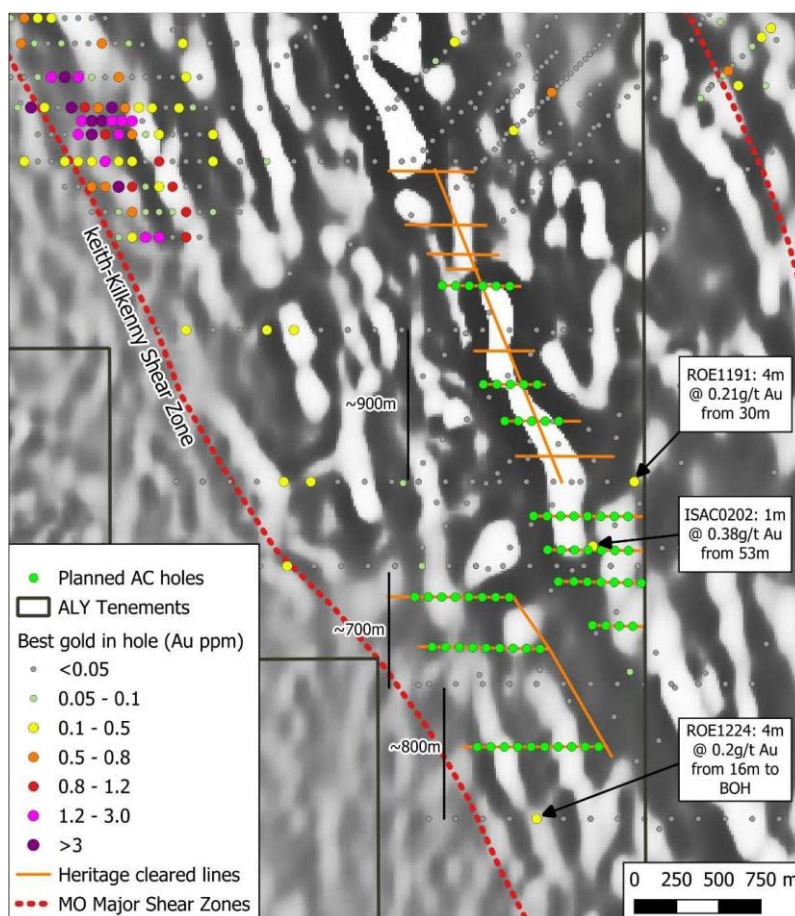 keith-Kilkenny Shear Zone
~900m
ROE1191: 4m
@ 0.21g/t Au
from 30m
ISAC0202: 1m
@ 0.38g/t Au
from 53m
~700m
~800m
ROE1224: 4m
@ 0.2g/t Au
from 16m to
BOH
Planned AC holes
ALY Tenements
Best gold in hole (Au ppm)
<0.05
0.05 - 0.1
0.1 - 0.5
0.5 - 0.8
0.8 - 1.2
1.2 - 3.0
>3
Heritage cleared lines
MO Major Shear Zones
0 250 500 750 m